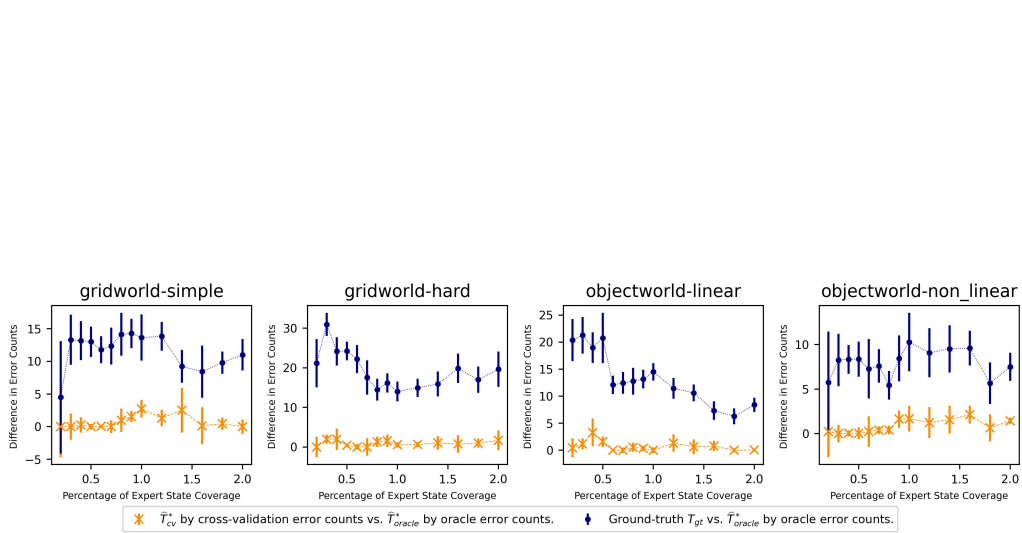 gridworld-simple gridworld-hard objectworld-linear objectworld-non_linear
Difference in Error Counts
15
10
5
0
−5
0.5 1.0 1.5 2.0
Percentage of Expert State Coverage
Difference in Error Counts
30
20
10
0
0.5 1.0 1.5 2.0
Percentage of Expert State Coverage
Difference in Error Counts
25
20
15
10
5
0
0.5 1.0 1.5 2.0
Percentage of Expert State Coverage
Difference in Error Counts
10
5
0
0.5 1.0 1.5 2.0
Percentage of Expert State Coverage
T̂*cv by cross-validation error counts vs. T̂*oracle by oracle error counts. Ground-truth Tgt vs. T̂*oracle by oracle error counts.